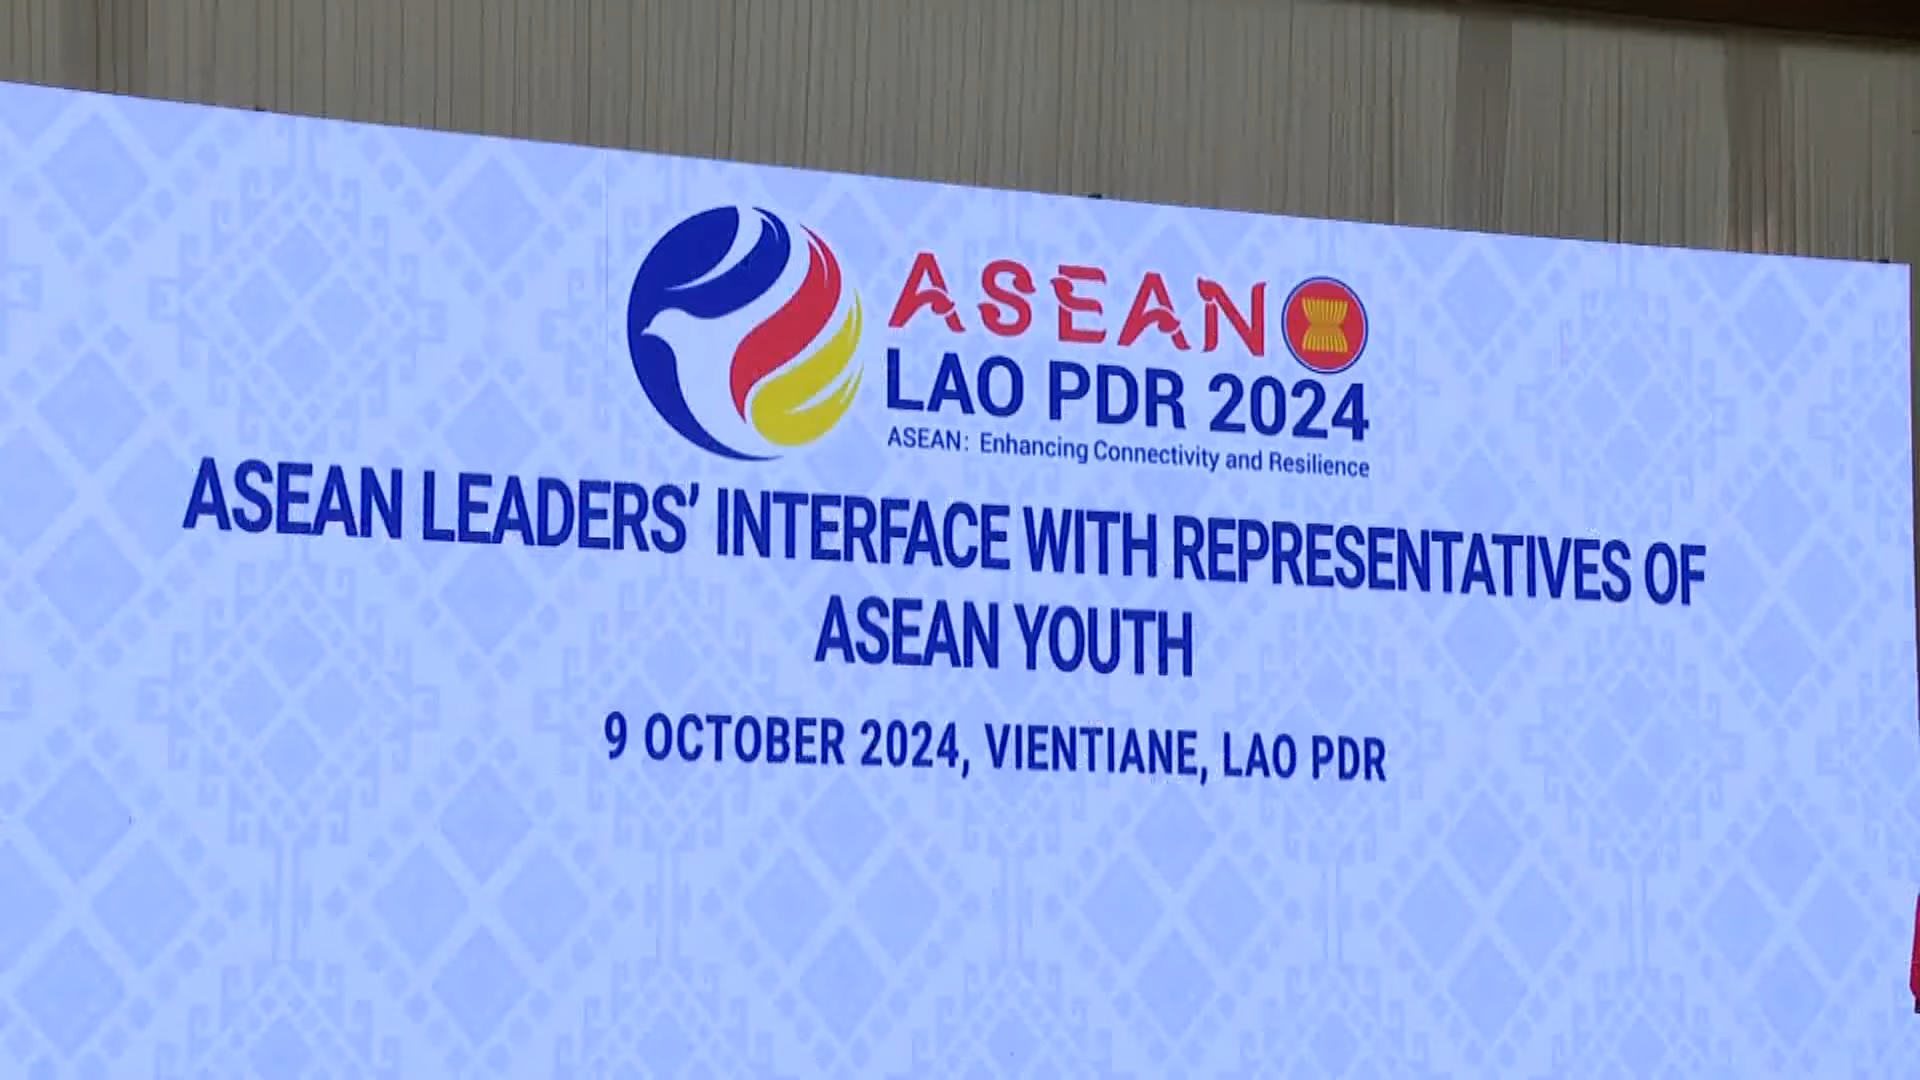 ASEAN
LAO PDR 2024
ASEAN: Enhancing Connectivity and Resilience
ASEAN LEADERS’ INTERFACE WITH REPRESENTATIVES OF
ASEAN YOUTH
9 OCTOBER 2024, VIENTIANE, LAO PDR